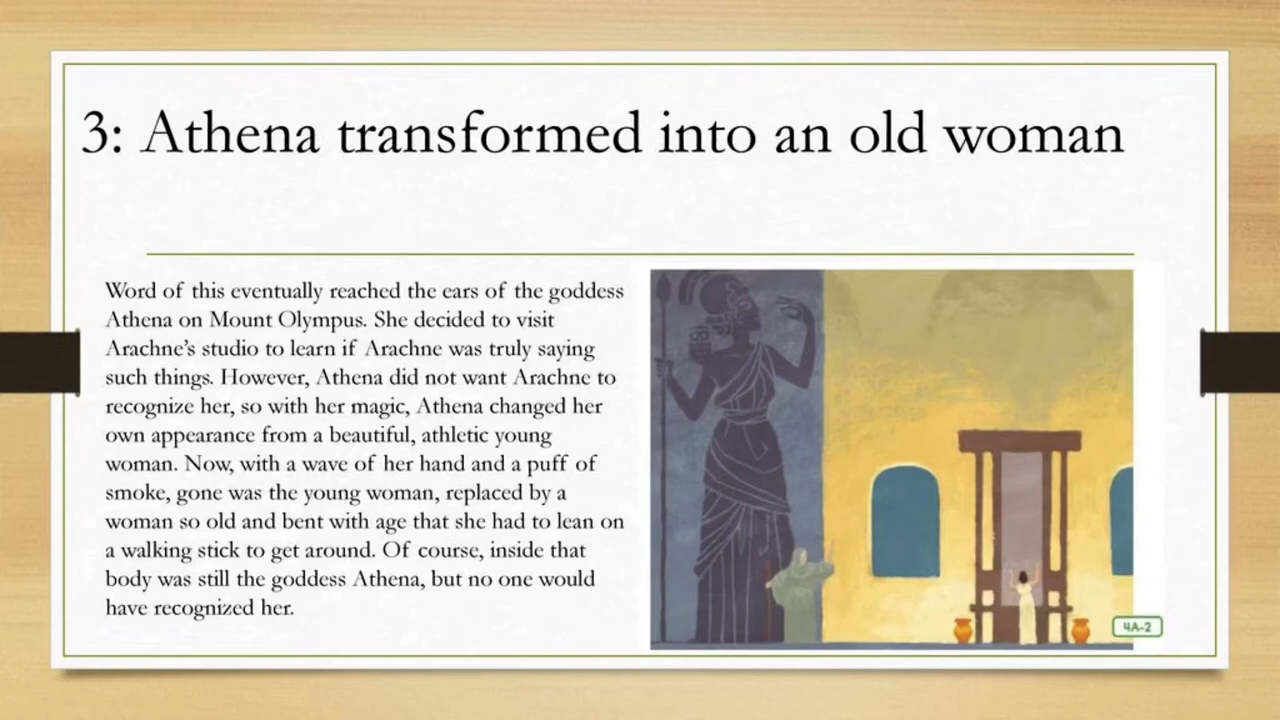 3: Athena transformed into an old woman
Word of this eventually reached the ears of the goddess
Athena on Mount Olympus. She decided to visit
Arachne's studio to learn if Arachne was truly saying
such things. However, Athena did not want Arachne to
recognize her, so with her magic, Athena changed her
own appearance from a beautiful, athletic young
woman. Now, with a wave of her hand and a puff of
smoke, gone was the young woman, replaced by a
woman so old and bent with age that she had to lean on
a walking stick to get around. Of course, inside that
body was still the goddess Athena, but no one would
have recognized her.
4A-2